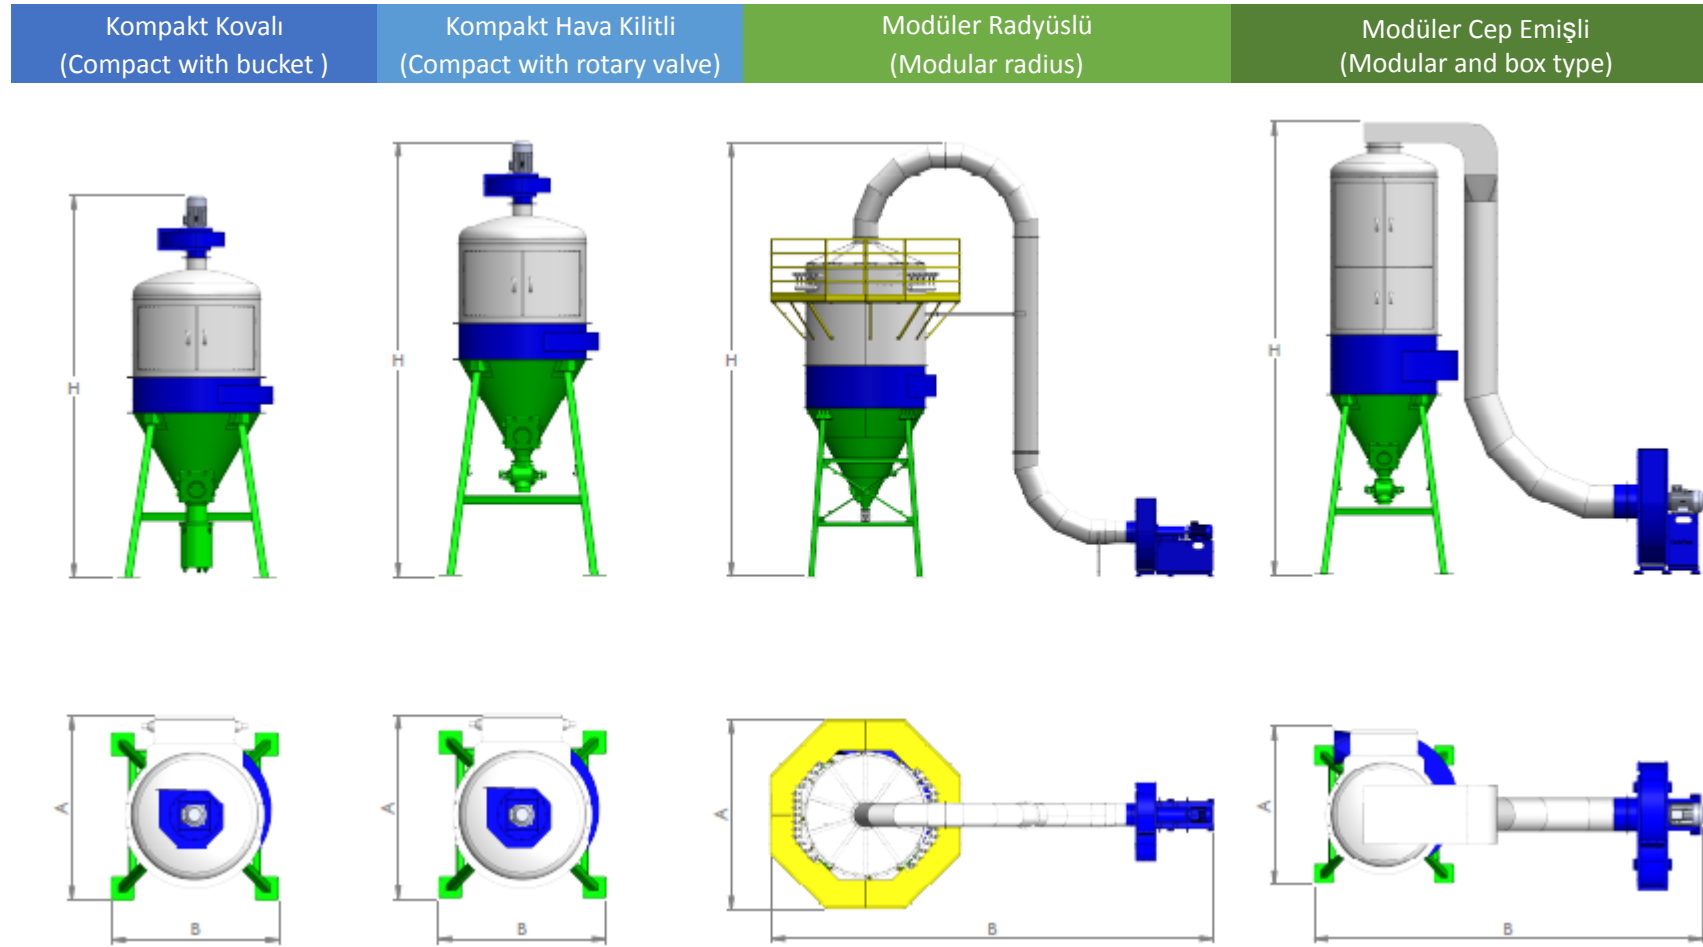 Kompakt Kovalı
(Compact with bucket )
Kompakt Hava Kilitli
(Compact with rotary valve)
Modüler Radyüslü
(Modular radius)
Modüler Cep Emişli
(Modular and box type)
H
H
H
H
A
B
A
B
A
B
A
B